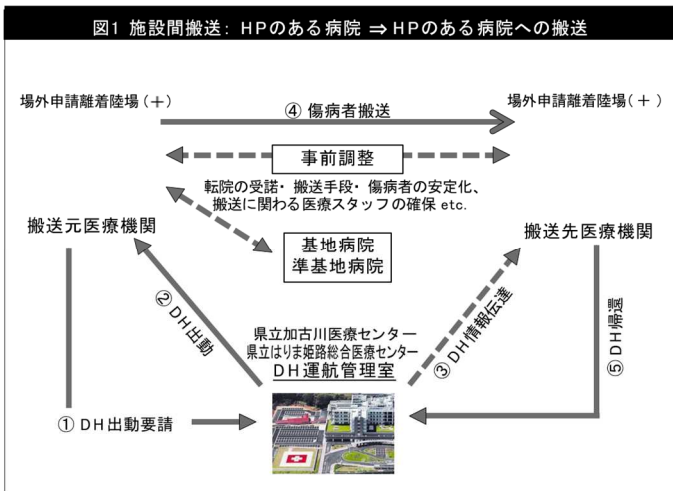 図1 施設間搬送: HPのある病院 ⇒ HPのある病院への搬送
場外申請離着陸場 (＋)
場外申請離着陸場 (＋)
④ 傷病者搬送
事前調整
転院の受諾・搬送手段・傷病者の安定化、
搬送に関わる医療スタッフの確保 etc.
搬送元医療機関
搬送先医療機関
基地病院
準基地病院
② DH出動
③ DH情報伝達
⑤ DH帰還
県立加古川医療センター
県立はりま姫路総合医療センター
DH運航管理室
① DH出動要請